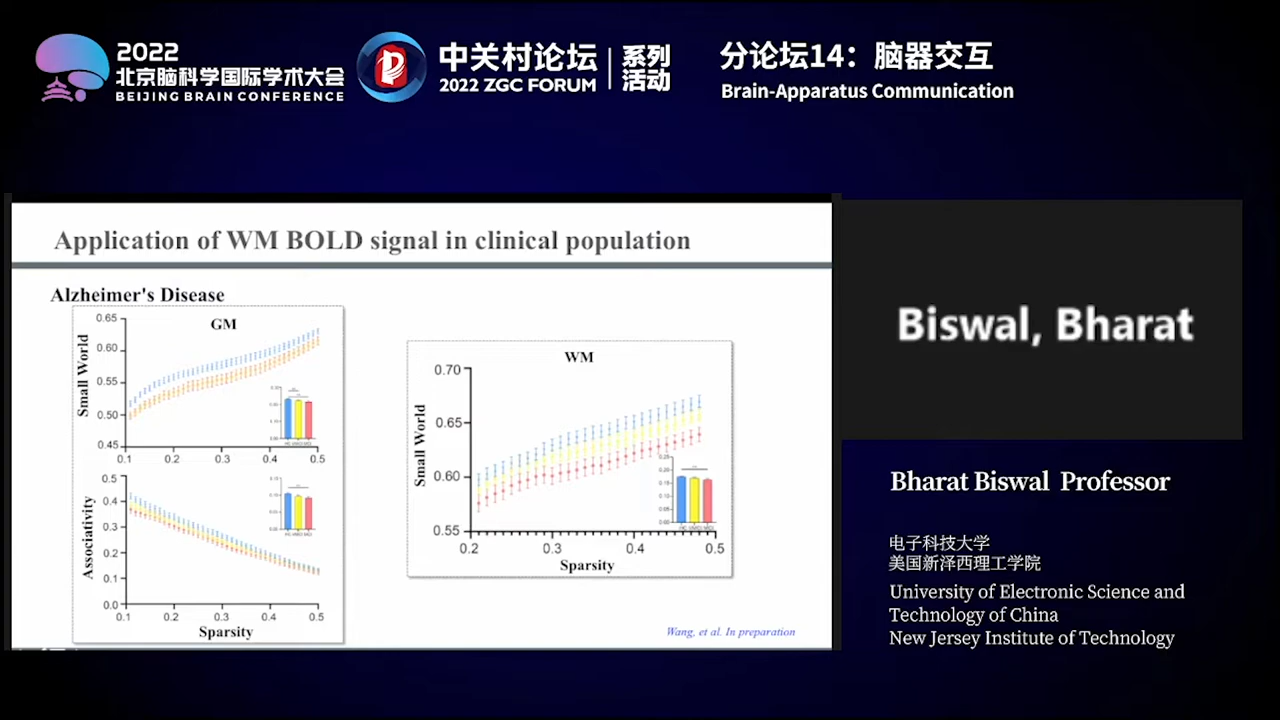 2022
北京脑科学国际学术大会
BEIJING BRAIN CONFERENCE
中关村论坛
2022 ZGC FORUM
系列
活动
分论坛14：脑器交互
Brain-Apparatus Communication
Application of WM BOLD signal in clinical population
Alzheimer's Disease
GM
Small World
0.65
0.60
0.55
0.50
0.45
0.1 0.2 0.3 0.4 0.5
Associativity
0.5
0.4
0.3
0.2
0.1
0.0
0.1 0.2 0.3 0.4 0.5
Sparsity
WM
Small World
0.70
0.65
0.60
0.55
0.2 0.3 0.4 0.5
Sparsity
Wang, et al. In preparation
Biswal, Bharat
Bharat Biswal Professor
电子科技大学
美国新泽西理工学院
University of Electronic Science and
Technology of China
New Jersey Institute of Technology